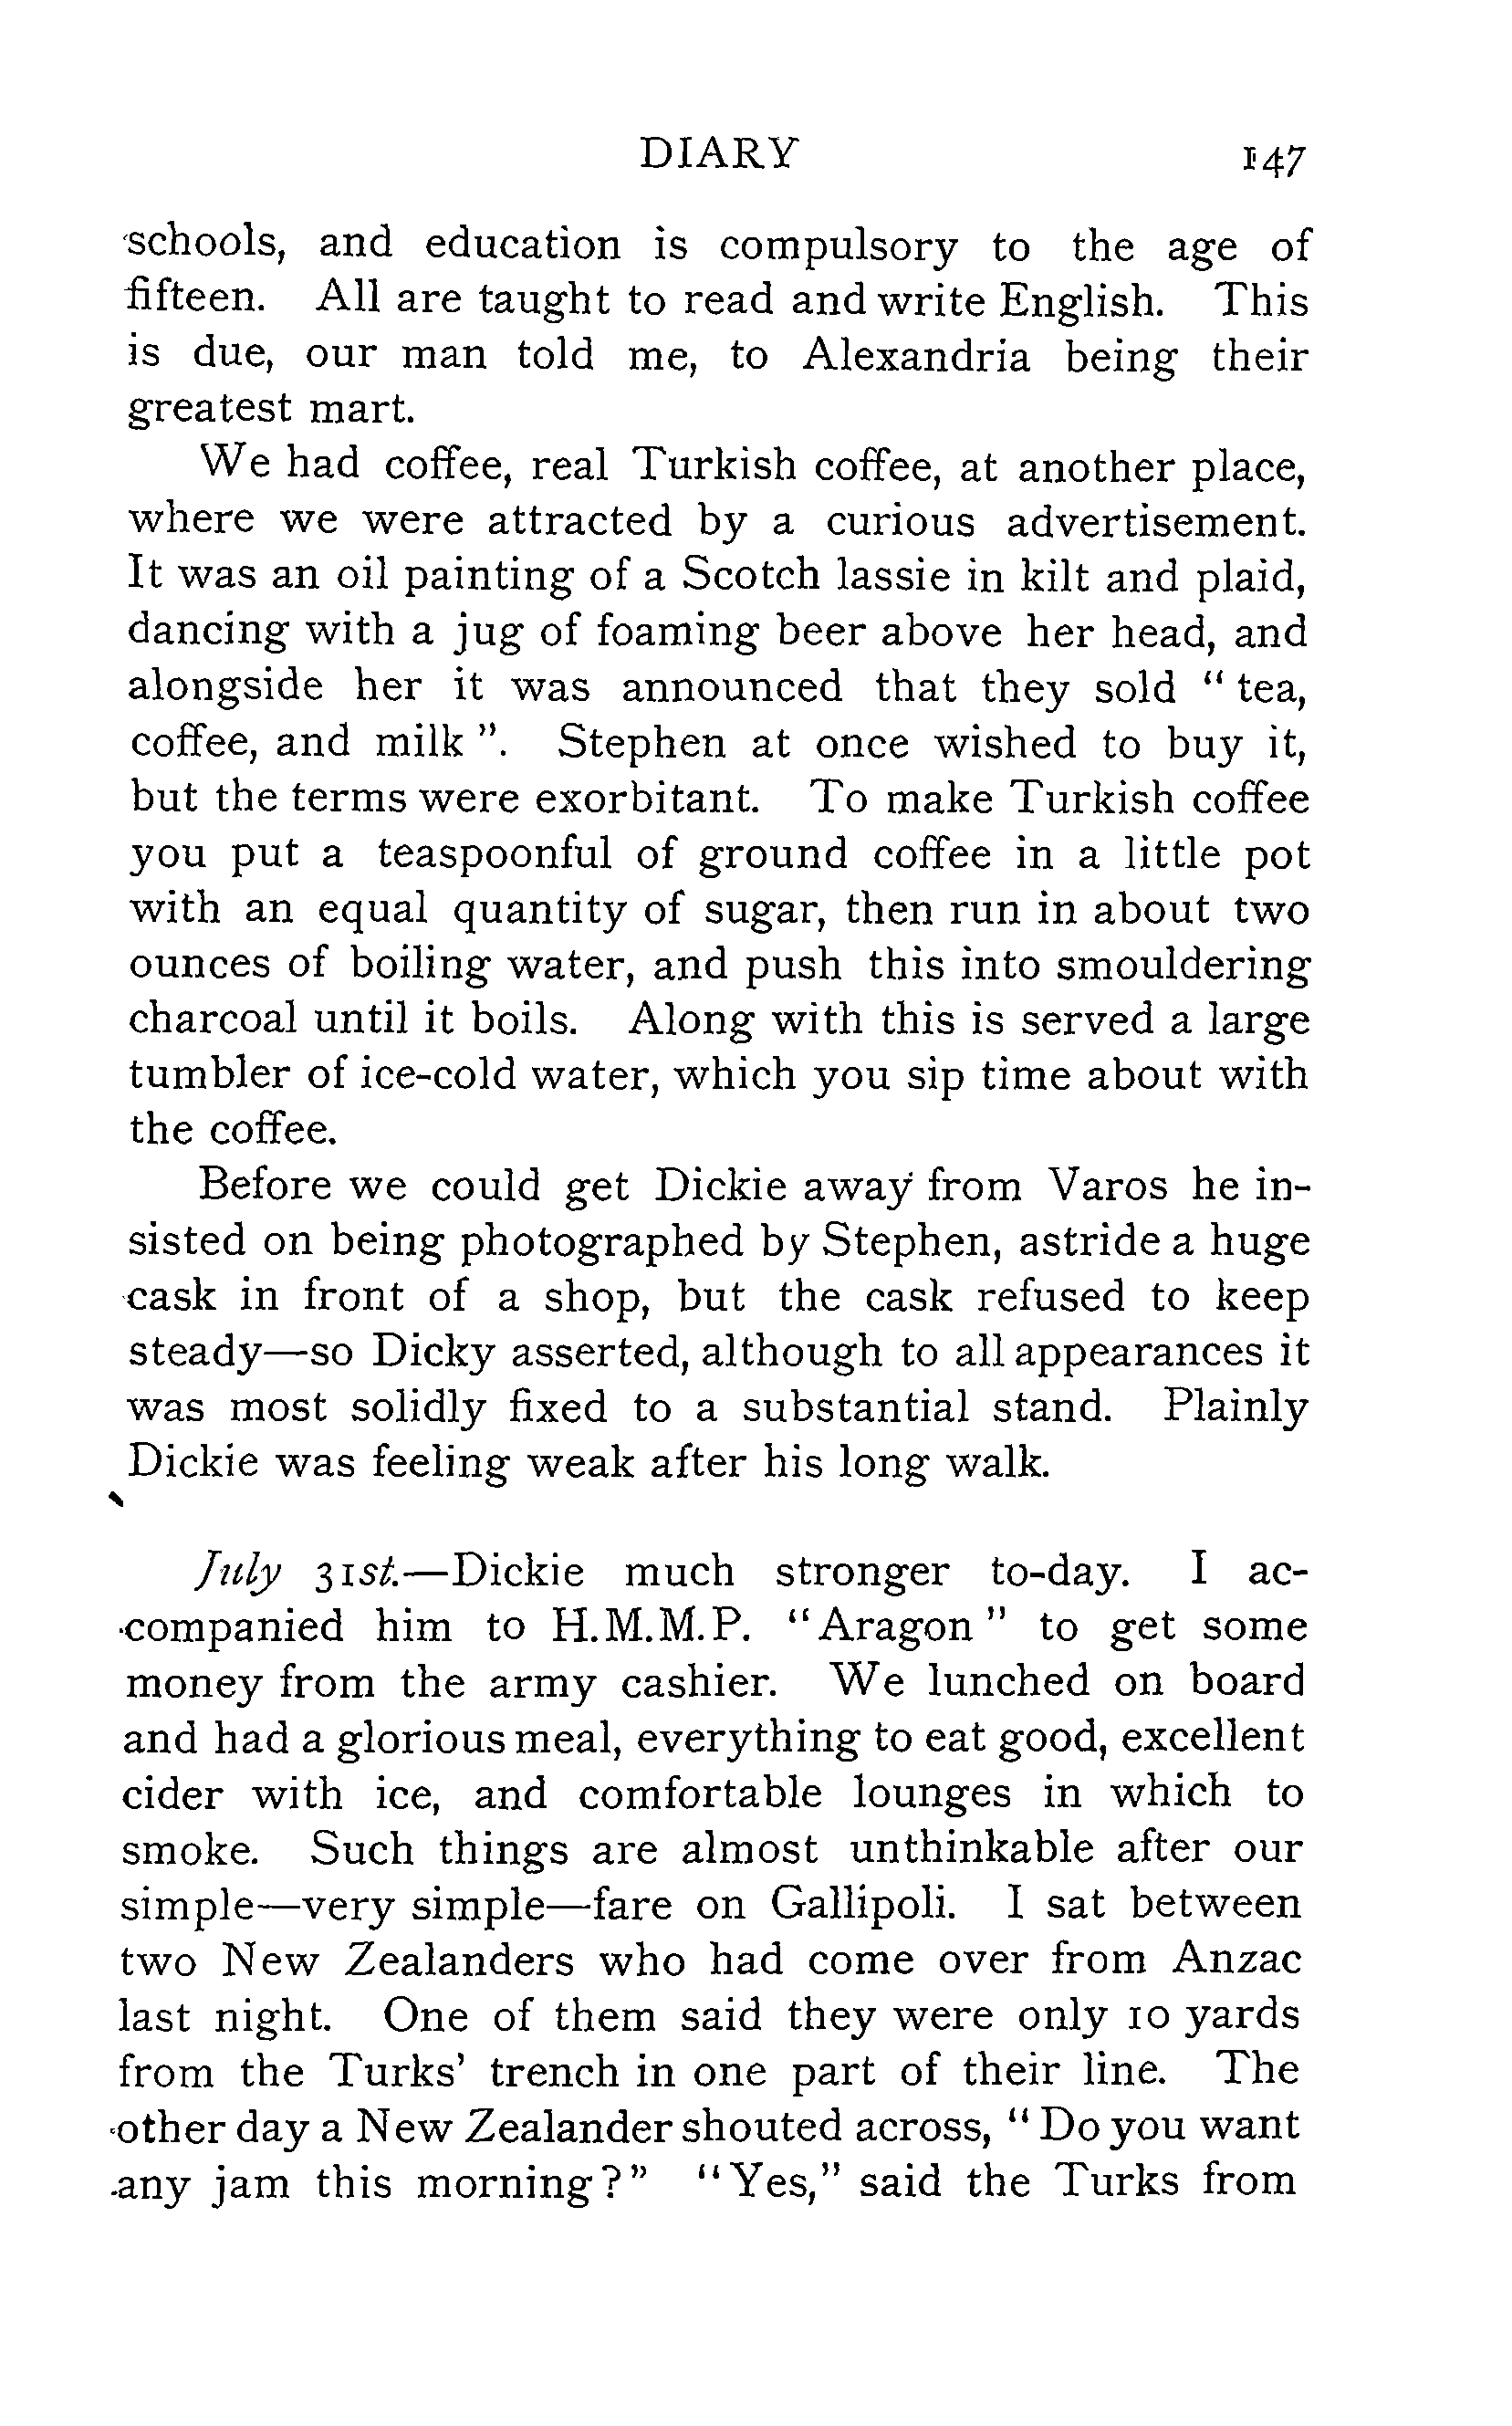 DIARY 147
schools, and education is compulsory to the age of
fifteen. All are taught to read and write English. This
is due, our man told me, to Alexandria being their
greatest mart.
We had coffee, real Turkish coffee, at another place,
where we were attracted by a curious advertisement.
It was an oil painting of a Scotch lassie in kilt and plaid,
dancing with a jug of foaming beer above her head, and
alongside her it was announced that they sold “ tea,
coffee, and milk ”. Stephen at once wished to buy it,
but the terms were exorbitant. To make Turkish coffee
you put a teaspoonful of ground coffee in a little pot
with an equal quantity of sugar, then run in about two
ounces of boiling water, and push this into smouldering
charcoal until it boils. Along with this is served a large
tumbler of ice-cold water, which you sip time about with
the coffee.
Before we could get Dickie away from Varos he in-
sisted on being photographed by Stephen, astride a huge
cask in front of a shop, but the cask refused to keep
steady—so Dicky asserted, although to all appearances it
was most solidly fixed to a substantial stand. Plainly
Dickie was feeling weak after his long walk.
July 31st.—Dickie much stronger to-day. I ac-
companied him to H.M.M.P. “Aragon” to get some
money from the army cashier. We lunched on board
and had a glorious meal, everything to eat good, excellent
cider with ice, and comfortable lounges in which to
smoke. Such things are almost unthinkable after our
simple—very simple—fare on Gallipoli. I sat between
two New Zealanders who had come over from Anzac
last night. One of them said they were only 10 yards
from the Turks’ trench in one part of their line. The
other day a New Zealander shouted across, “ Do you want
any jam this morning?” “Yes,” said the Turks from